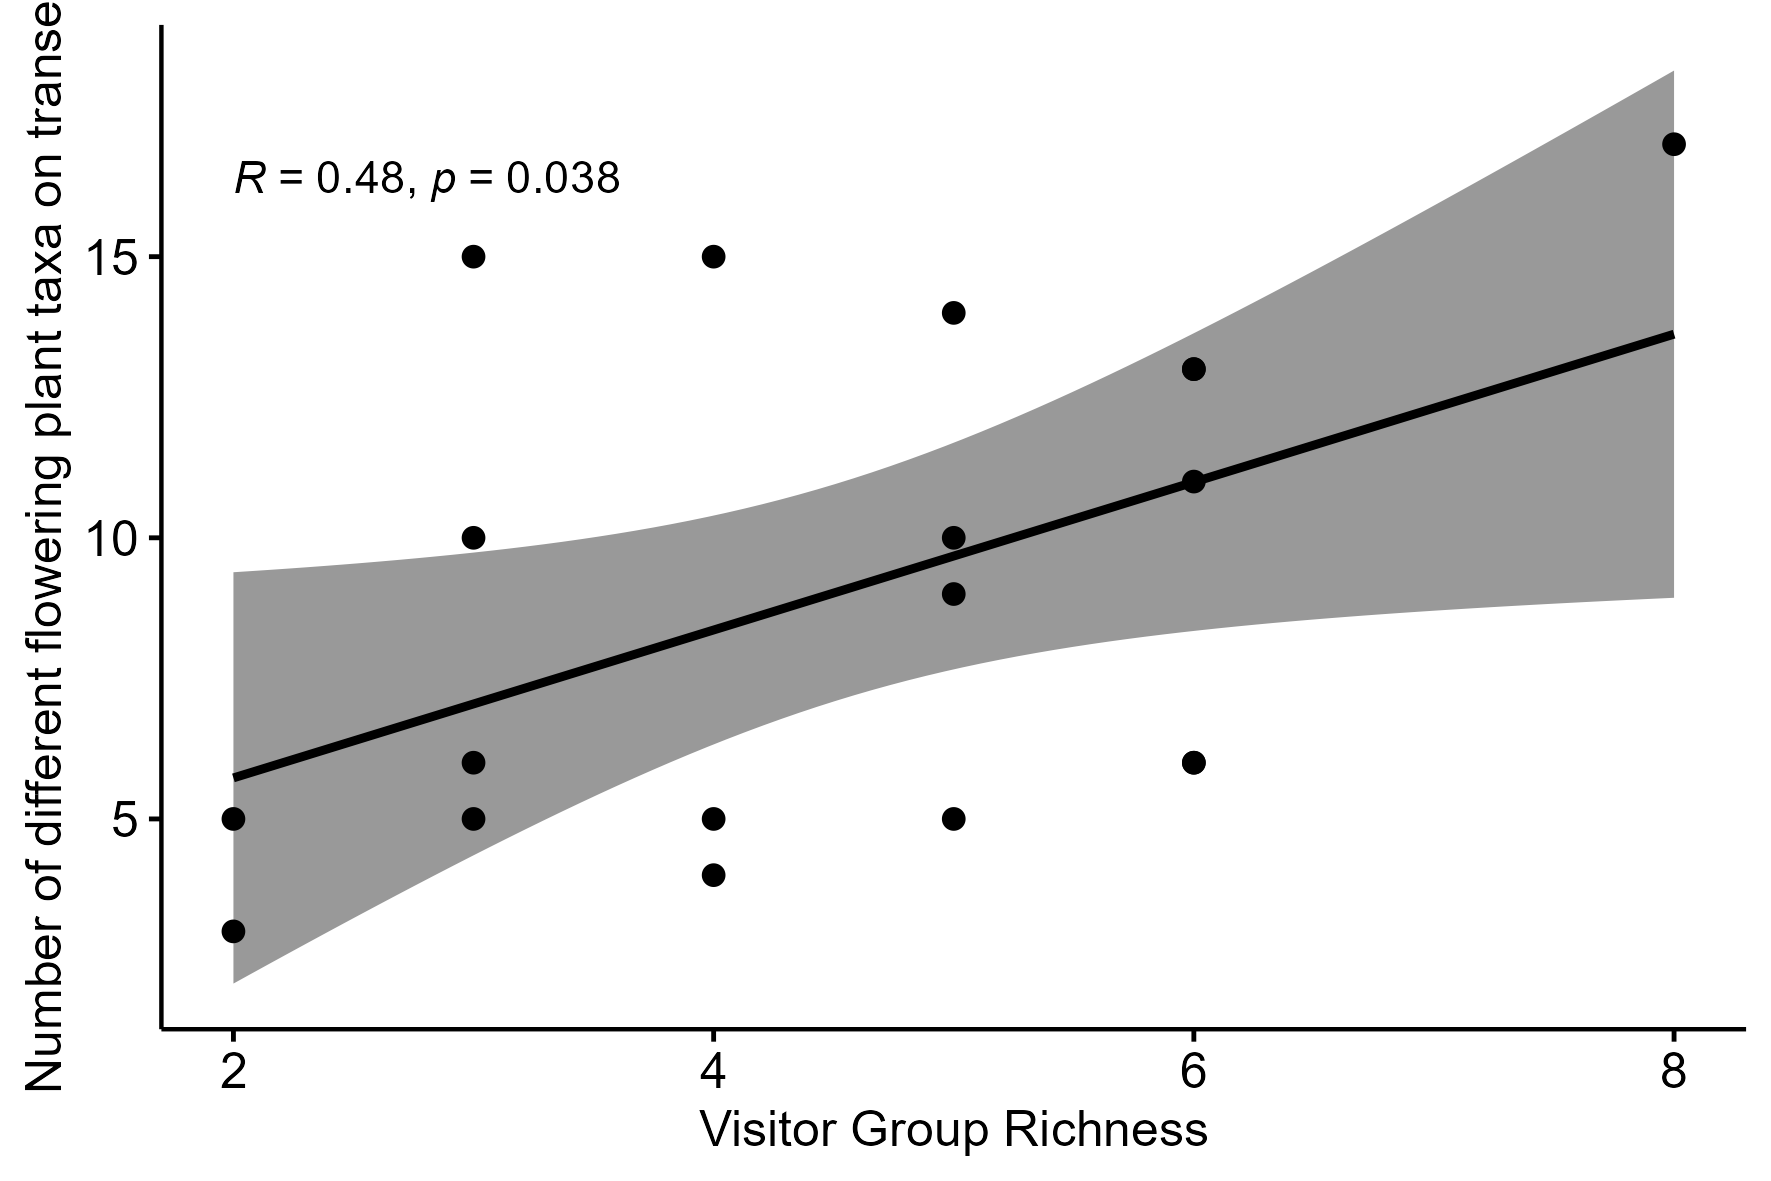 Number of different flowering plant taxa on transe
R = 0.48, p = 0.038
15
10
5
2 4 6 8
Visitor Group Richness